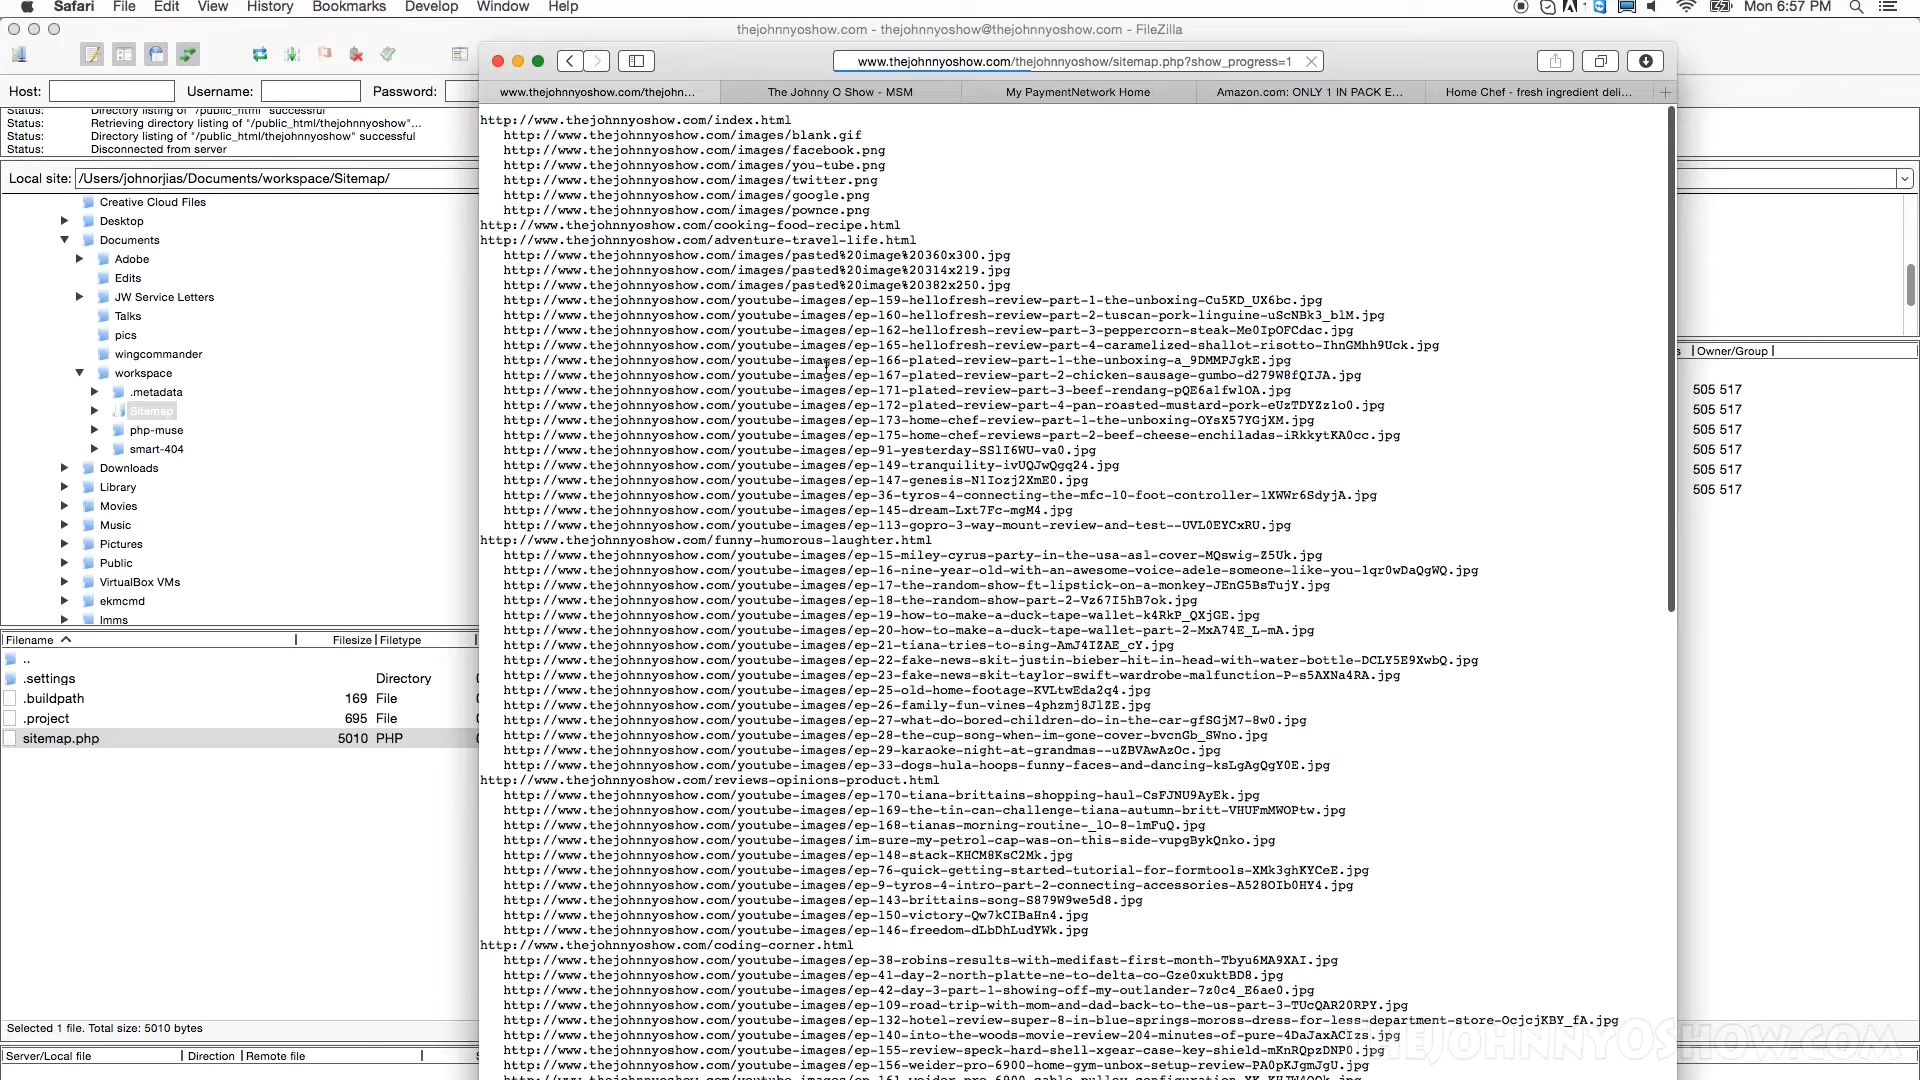 Safari File Edit View History Bookmarks Develop Window Help Mon 6:57 PM
thejohnnyoshow.com - thejohnnyoshow@thejohnnyoshow.com - FileZilla
www.thejohnnyoshow.com/thejohnnyoshow/sitemap.php?show_progress=1
Host: Username: Password:
www.thejohnnyoshow.com/thejohn... The Johnny O Show - MSM My PaymentNetwork Home Amazon.com: ONLY 1 IN PACK E... Home Chef - fresh ingredient deli...
Status: Directory listing of "/public_html" successful
Status: Retrieving directory listing of "/public_html/thejohnnyoshow"...
Status: Directory listing of "/public_html/thejohnnyoshow" successful
Status: Disconnected from server
Local site: /Users/johnorjias/Documents/workspace/Sitemap/
Creative Cloud Files
Desktop
Documents
Adobe
Edits
JW Service Letters
Talks
pics
wingcommander
workspace
.metadata
Sitemap
php-muse
smart-404
Downloads
Library
Movies
Music
Pictures
Public
VirtualBox VMs
ekmcmd
lmms
Filename Filesize Filetype
..
.settings Directory
.buildpath 169 File
.project 695 File
sitemap.php 5010 PHP
Selected 1 file. Total size: 5010 bytes
Server/Local file Direction Remote file
http://www.thejohnnyoshow.com/index.html
http://www.thejohnnyoshow.com/images/blank.gif
http://www.thejohnnyoshow.com/images/facebook.png
http://www.thejohnnyoshow.com/images/you-tube.png
http://www.thejohnnyoshow.com/images/twitter.png
http://www.thejohnnyoshow.com/images/google.png
http://www.thejohnnyoshow.com/images/pownce.png
http://www.thejohnnyoshow.com/cooking-food-recipe.html
http://www.thejohnnyoshow.com/adventure-travel-life.html
http://www.thejohnnyoshow.com/images/pasted%20image%20360x300.jpg
http://www.thejohnnyoshow.com/images/pasted%20image%20314x219.jpg
http://www.thejohnnyoshow.com/images/pasted%20image%20382x250.jpg
http://www.thejohnnyoshow.com/youtube-images/ep-159-hellofresh-review-part-1-the-unboxing-Cu5KD_UX6bc.jpg
http://www.thejohnnyoshow.com/youtube-images/ep-160-hellofresh-review-part-2-tuscan-pork-linguine-uScNBk3_blM.jpg
http://www.thejohnnyoshow.com/youtube-images/ep-162-hellofresh-review-part-3-peppercorn-steak-Me0IpOFCdac.jpg
http://www.thejohnnyoshow.com/youtube-images/ep-165-hellofresh-review-part-4-caramelized-shallot-risotto-IhnGMhh9Uck.jpg
http://www.thejohnnyoshow.com/youtube-images/ep-166-plated-review-part-1-the-unboxing-a_9DMMPJgkE.jpg
http://www.thejohnnyoshow.com/youtube-images/ep-167-plated-review-part-2-chicken-sausage-gumbo-d279W8fQIJA.jpg
http://www.thejohnnyoshow.com/youtube-images/ep-171-plated-review-part-3-beef-rendang-pQE6a1fwlOA.jpg
http://www.thejohnnyoshow.com/youtube-images/ep-172-plated-review-part-4-pan-roasted-mustard-pork-eUzTDYZz1o0.jpg
http://www.thejohnnyoshow.com/youtube-images/ep-173-home-chef-review-part-1-the-unboxing-OYsX57YGjXM.jpg
http://www.thejohnnyoshow.com/youtube-images/ep-175-home-chef-reviews-part-2-beef-cheese-enchiladas-iRkkytKA0cc.jpg
http://www.thejohnnyoshow.com/youtube-images/ep-91-yesterday-SSlI6WU-va0.jpg
http://www.thejohnnyoshow.com/youtube-images/ep-149-tranquility-ivUQJwQgq24.jpg
http://www.thejohnnyoshow.com/youtube-images/ep-147-genesis-NlIozj2XmE0.jpg
http://www.thejohnnyoshow.com/youtube-images/ep-36-tyros-4-connecting-the-mfc-10-foot-controller-1XWWr6SdyjA.jpg
http://www.thejohnnyoshow.com/youtube-images/ep-145-dream-Lxt7Fc-mgM4.jpg
http://www.thejohnnyoshow.com/youtube-images/ep-113-gopro-3-way-mount-review-and-test--UVL0EYCxRU.jpg
http://www.thejohnnyoshow.com/funny-humorous-laughter.html
http://www.thejohnnyoshow.com/youtube-images/ep-15-miley-cyrus-party-in-the-usa-asl-cover-MQswig-Z5Uk.jpg
http://www.thejohnnyoshow.com/youtube-images/ep-16-nine-year-old-with-an-awesome-voice-adele-someone-like-you-1qr0wDaQgWQ.jpg
http://www.thejohnnyoshow.com/youtube-images/ep-17-the-random-show-ft-lipstick-on-a-monkey-JEnG5BsTujY.jpg
http://www.thejohnnyoshow.com/youtube-images/ep-18-the-random-show-part-2-Vz67I5hB7ok.jpg
http://www.thejohnnyoshow.com/youtube-images/ep-19-how-to-make-a-duck-tape-wallet-k4RkP_QXjGE.jpg
http://www.thejohnnyoshow.com/youtube-images/ep-20-how-to-make-a-duck-tape-wallet-part-2-MxA74E_L-mA.jpg
http://www.thejohnnyoshow.com/youtube-images/ep-21-tiana-tries-to-sing-AmJ4IZAE_cY.jpg
http://www.thejohnnyoshow.com/youtube-images/ep-22-fake-news-skit-justin-bieber-hit-in-head-with-water-bottle-DCLY5E9XwbQ.jpg
http://www.thejohnnyoshow.com/youtube-images/ep-23-fake-news-skit-taylor-swift-wardrobe-malfunction-P-s5AXNa4RA.jpg
http://www.thejohnnyoshow.com/youtube-images/ep-25-old-home-footage-KVLtwEda2q4.jpg
http://www.thejohnnyoshow.com/youtube-images/ep-26-family-fun-vines-4phzmj8JlZE.jpg
http://www.thejohnnyoshow.com/youtube-images/ep-27-what-do-bored-children-do-in-the-car-gfSGjM7-8w0.jpg
http://www.thejohnnyoshow.com/youtube-images/ep-28-the-cup-song-when-im-gone-cover-bvcnGb_SWno.jpg
http://www.thejohnnyoshow.com/youtube-images/ep-29-karaoke-night-at-grandmas--uZBVAwAzOc.jpg
http://www.thejohnnyoshow.com/youtube-images/ep-33-dogs-hula-hoops-funny-faces-and-dancing-ksLgAgQgY0E.jpg
http://www.thejohnnyoshow.com/reviews-opinions-product.html
http://www.thejohnnyoshow.com/youtube-images/ep-170-tiana-brittains-shopping-haul-CsFJNU9AyEk.jpg
http://www.thejohnnyoshow.com/youtube-images/ep-169-the-tin-can-challenge-tiana-autumn-britt-VHUFmMWOPtw.jpg
http://www.thejohnnyoshow.com/youtube-images/ep-168-tianas-morning-routine-_lO-8-1mFuQ.jpg
http://www.thejohnnyoshow.com/youtube-images/im-sure-my-petrol-cap-was-on-this-side-vupgBykQnko.jpg
http://www.thejohnnyoshow.com/youtube-images/ep-148-stack-KHCM8KsC2Mk.jpg
http://www.thejohnnyoshow.com/youtube-images/ep-76-quick-getting-started-tutorial-for-formtools-XMk3ghKYCeE.jpg
http://www.thejohnnyoshow.com/youtube-images/ep-9-tyros-4-intro-part-2-connecting-accessories-A528OIb0HY4.jpg
http://www.thejohnnyoshow.com/youtube-images/ep-143-brittains-song-S879W9we5d8.jpg
http://www.thejohnnyoshow.com/youtube-images/ep-150-victory-Qw7kCIBaHn4.jpg
http://www.thejohnnyoshow.com/youtube-images/ep-146-freedom-dLbDhLudYWk.jpg
http://www.thejohnnyoshow.com/coding-corner.html
http://www.thejohnnyoshow.com/youtube-images/ep-38-robins-results-with-medifast-first-month-Tbyu6MA9XAI.jpg
http://www.thejohnnyoshow.com/youtube-images/ep-41-day-2-north-platte-ne-to-delta-co-Gze0xuktBD8.jpg
http://www.thejohnnyoshow.com/youtube-images/ep-42-day-3-part-1-showing-off-my-outlander-7z0c4_E6ae0.jpg
http://www.thejohnnyoshow.com/youtube-images/ep-109-road-trip-with-mom-and-dad-back-to-the-us-part-3-TUcQAR20RPY.jpg
http://www.thejohnnyoshow.com/youtube-images/ep-132-hotel-review-super-8-in-blue-springs-moross-dress-for-less-department-store-OcjcjKBY_fA.jpg
http://www.thejohnnyoshow.com/youtube-images/ep-140-into-the-woods-movie-review-204-minutes-of-pure-4DaJaxACIzs.jpg
http://www.thejohnnyoshow.com/youtube-images/ep-155-review-speck-hard-shell-xgear-case-key-shield-mKnRQpzDNP0.jpg
http://www.thejohnnyoshow.com/youtube-images/ep-156-weider-pro-6900-home-gym-unbox-setup-review-PA0pKJgmJgU.jpg
Owner/Group
505 517
505 517
505 517
505 517
505 517
505 517
THEJOHNNYOSHOW.COM